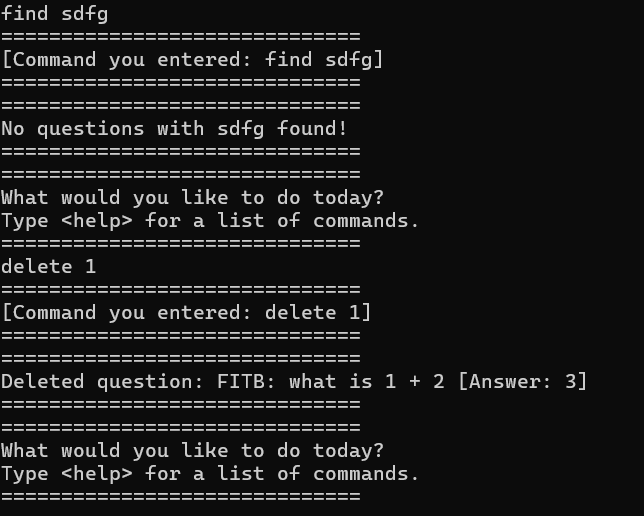 find sdfg
==============================
[Command you entered: find sdfg]
==============================
==============================
No questions with sdfg found!
==============================
==============================
What would you like to do today?
Type <help> for a list of commands.
==============================
delete 1
==============================
[Command you entered: delete 1]
==============================
==============================
Deleted question: FITB: what is 1 + 2 [Answer: 3]
==============================
==============================
What would you like to do today?
Type <help> for a list of commands.
==============================